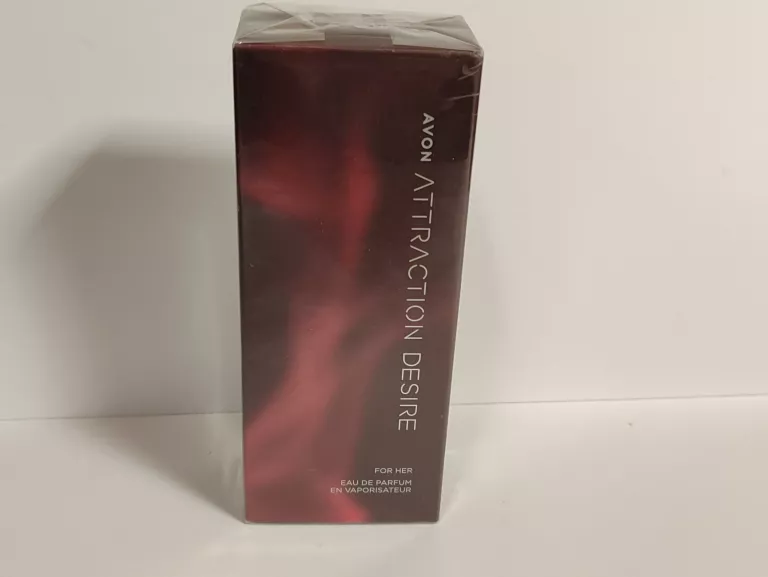 AVON ATTRACTION DESIRE
FOR HER
EAU DE PARFUM
EN VAPORISATEUR